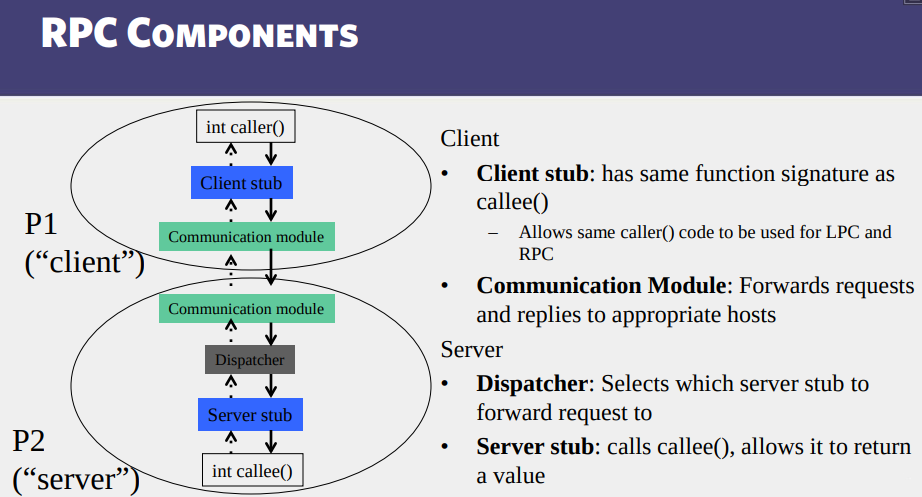 RPC COMPONENTS
int caller()
Client stub
Communication module
P1
(“client”)
Communication module
Dispatcher
Server stub
int callee()
P2
(“server”)
Client
• Client stub: has same function signature as
callee()
– Allows same caller() code to be used for LPC and
RPC
• Communication Module: Forwards requests
and replies to appropriate hosts
Server
• Dispatcher: Selects which server stub to
forward request to
• Server stub: calls callee(), allows it to return
a value